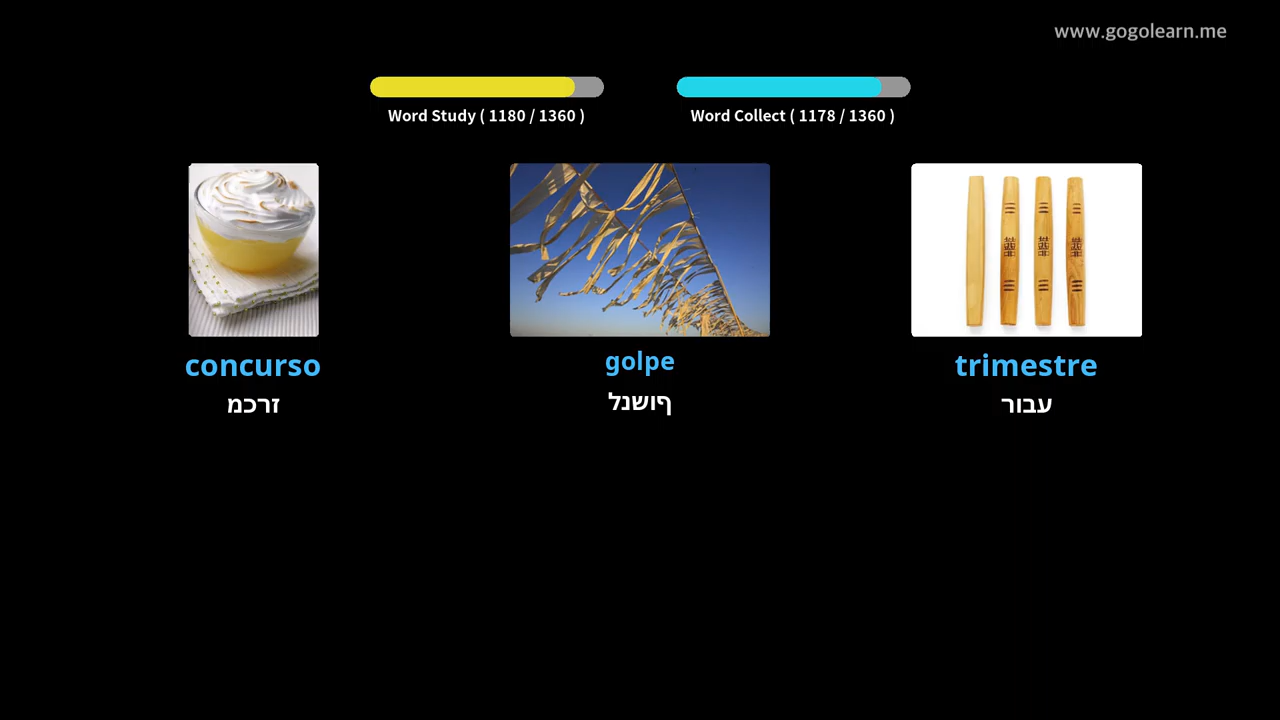 www.gogolearn.me
Word Study ( 1180 / 1360 )
Word Collect ( 1178 / 1360 )
concurso
זרכמ
golpe
ףושנל
trimestre
עבור